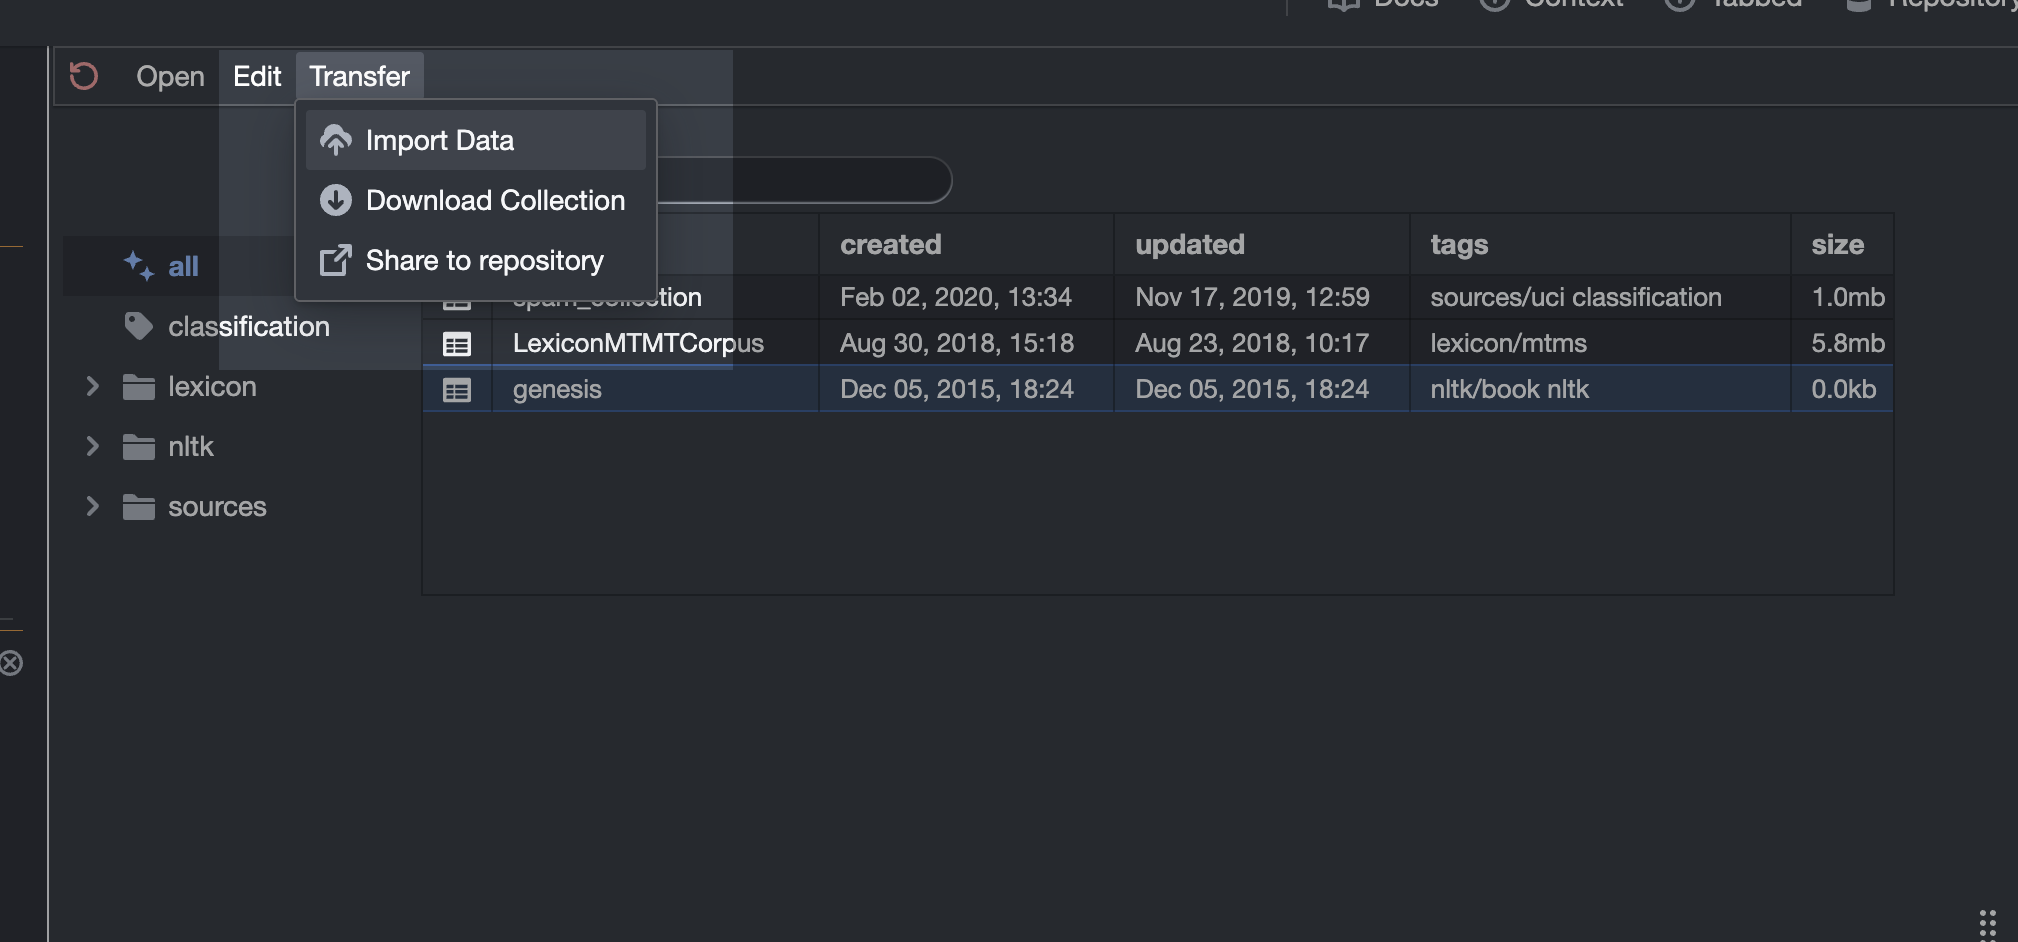 Docs Context Tabbed Repository
Open Edit Transfer
Import Data
Download Collection
Share to repository
all
classification
lexicon
nltk
sources
created updated tags size
spam_collection Feb 02, 2020, 13:34 Nov 17, 2019, 12:59 sources/uci classification 1.0mb
LexiconMTMTCorpus Aug 30, 2018, 15:18 Aug 23, 2018, 10:17 lexicon/mtms 5.8mb
genesis Dec 05, 2015, 18:24 Dec 05, 2015, 18:24 nltk/book nltk 0.0kb